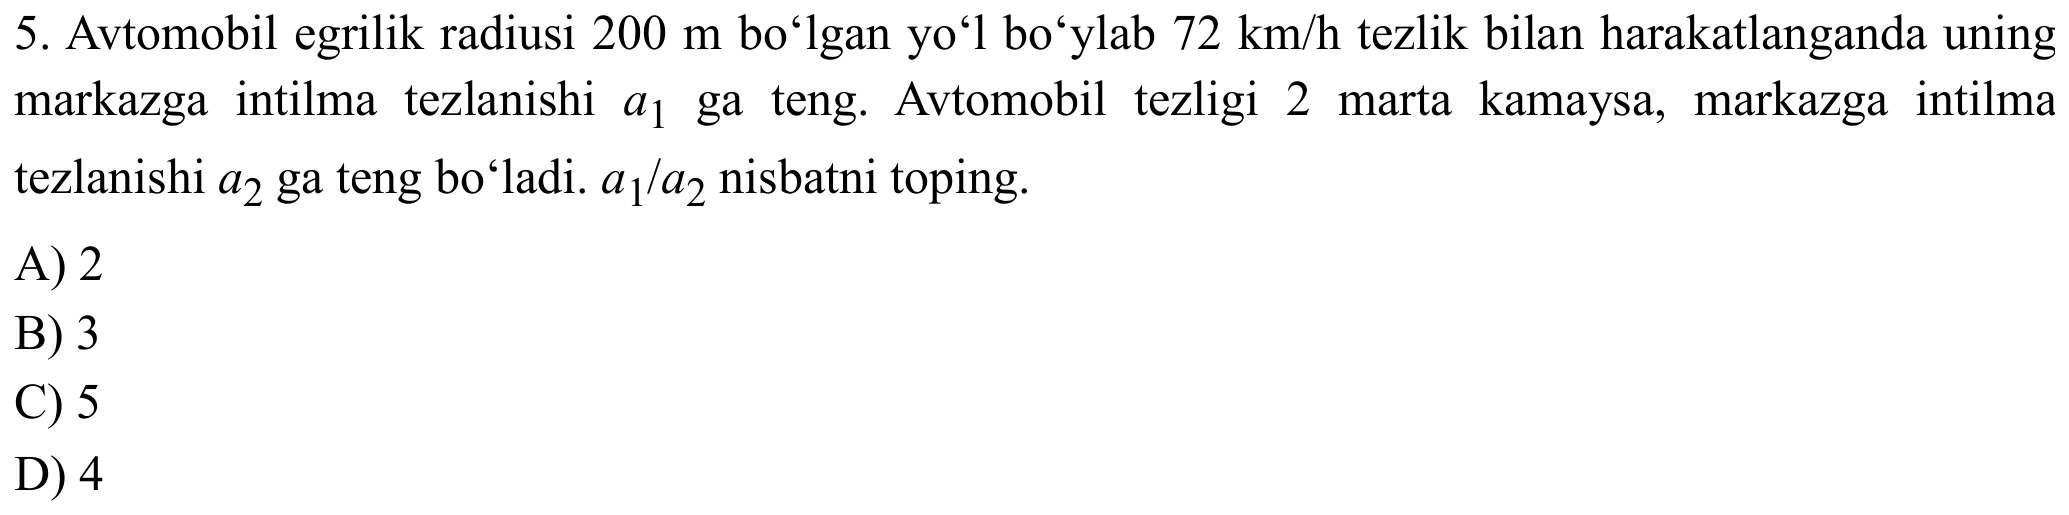 5. Avtomobil egrilik radiusi 200 m bo‘lgan yo‘l bo‘ylab 72 km/h tezlik bilan harakatlanganda uning
markazga intilma tezlanishi a₁ ga teng. Avtomobil tezligi 2 marta kamaysa, markazga intilma
tezlanishi a₂ ga teng bo‘ladi. a₁/a₂ nisbatni toping.
A) 2
B) 3
C) 5
D) 4